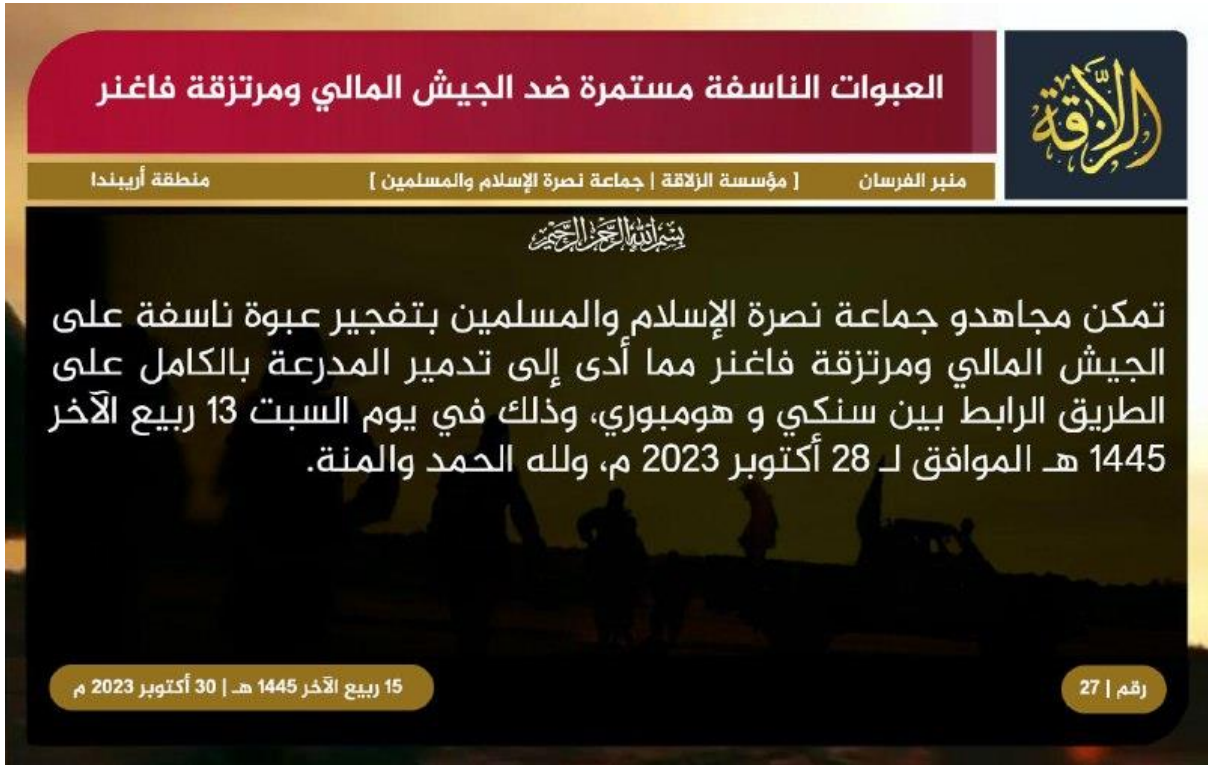 العبوات الناسفة مستمرة ضد الجيش المالي ومرتزقة فاغنر
الزلاقة
منبر الفرسان [ مؤسسة الزلاقة | جماعة نصرة الإسلام والمسلمين ] منطقة أريبندا
بسم الله الرحمن الرحيم
تمكن مجاهدو جماعة نصرة الإسلام والمسلمين بتفجير عبوة ناسفة على
الجيش المالي ومرتزقة فاغنر مما أدى إلى تدمير المدرعة بالكامل على
الطريق الرابط بين سنكي و هومبوري، وذلك في يوم السبت 13 ربيع الآخر
1445 هـ الموافق لـ 28 أكتوبر 2023 م، ولله الحمد والمنة.
رقم | 27
15 ربيع الآخر 1445 هـ | 30 أكتوبر 2023 م